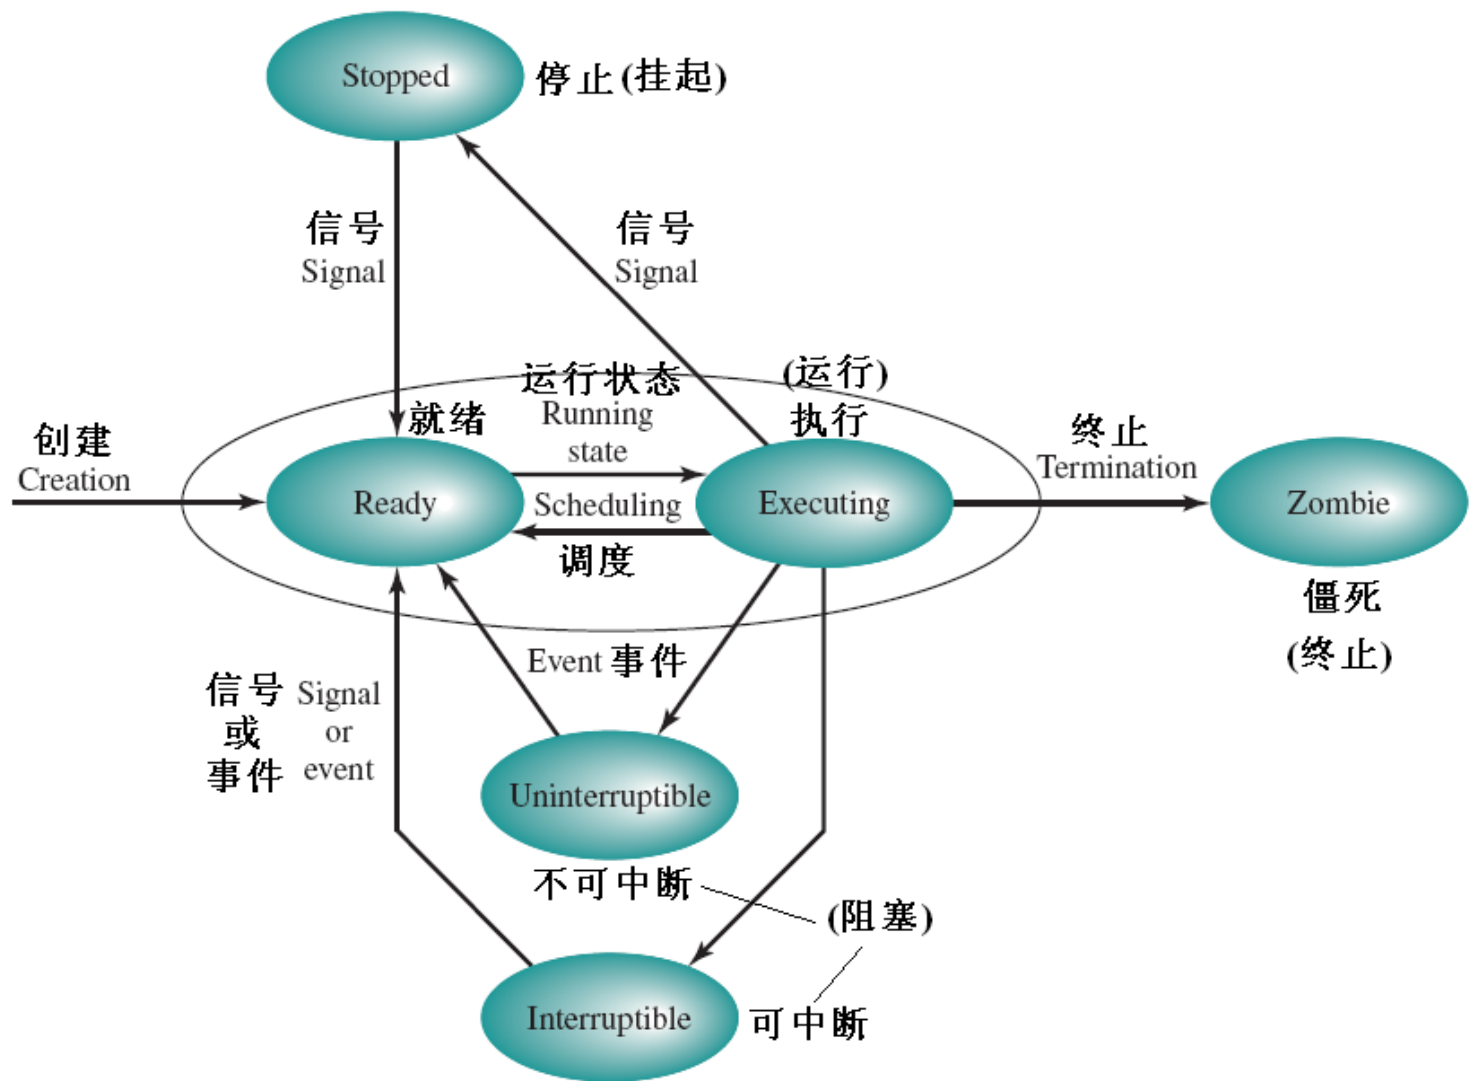 Stopped
停止(挂起)
信号
Signal
信号
Signal
运行状态
Running
state
(运行)
执行
就绪
创建
Creation
终止
Termination
Ready
Scheduling
调度
Executing
Zombie
僵死
(终止)
Event 事件
信号
或
事件
Signal
or
event
Uninterruptible
不可中断
(阻塞)
Interruptible
可中断